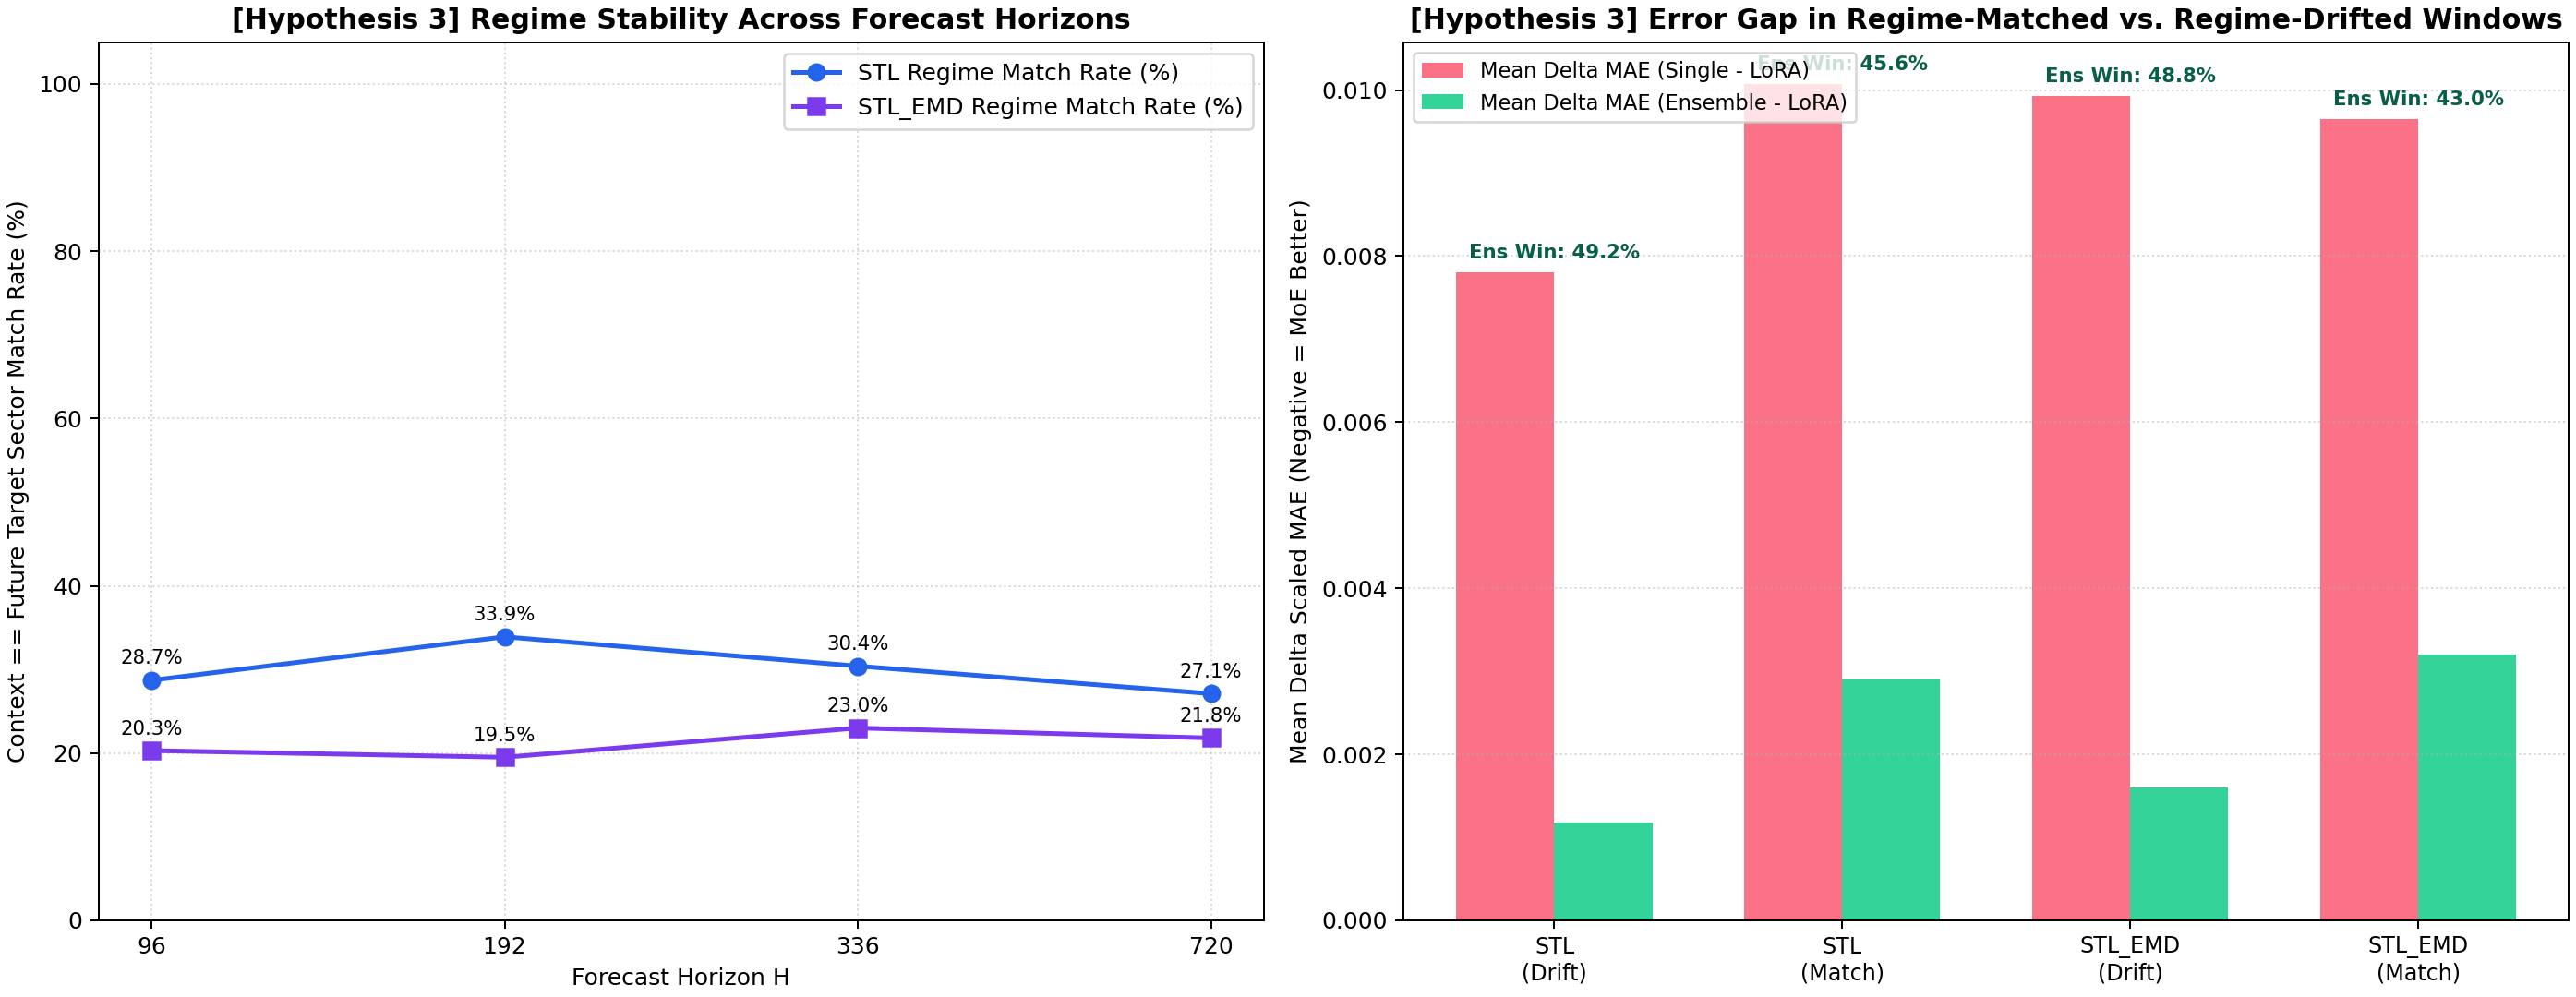 [Hypothesis 3] Regime Stability Across Forecast Horizons
Context == Future Target Sector Match Rate (%)
100
80
60
40
20
0
STL Regime Match Rate (%)
STL_EMD Regime Match Rate (%)
28.7%
33.9%
30.4%
27.1%
20.3%
19.5%
23.0%
21.8%
96
192
336
720
Forecast Horizon H
[Hypothesis 3] Error Gap in Regime-Matched vs. Regime-Drifted Windows
Mean Delta Scaled MAE (Negative = MoE Better)
0.010
0.008
0.006
0.004
0.002
0.000
Mean Delta MAE (Single - LoRA)
Mean Delta MAE (Ensemble - LoRA)
Ens Win: 49.2%
Ens Win: 45.6%
Ens Win: 48.8%
Ens Win: 43.0%
STL
(Drift)
STL
(Match)
STL_EMD
(Drift)
STL_EMD
(Match)